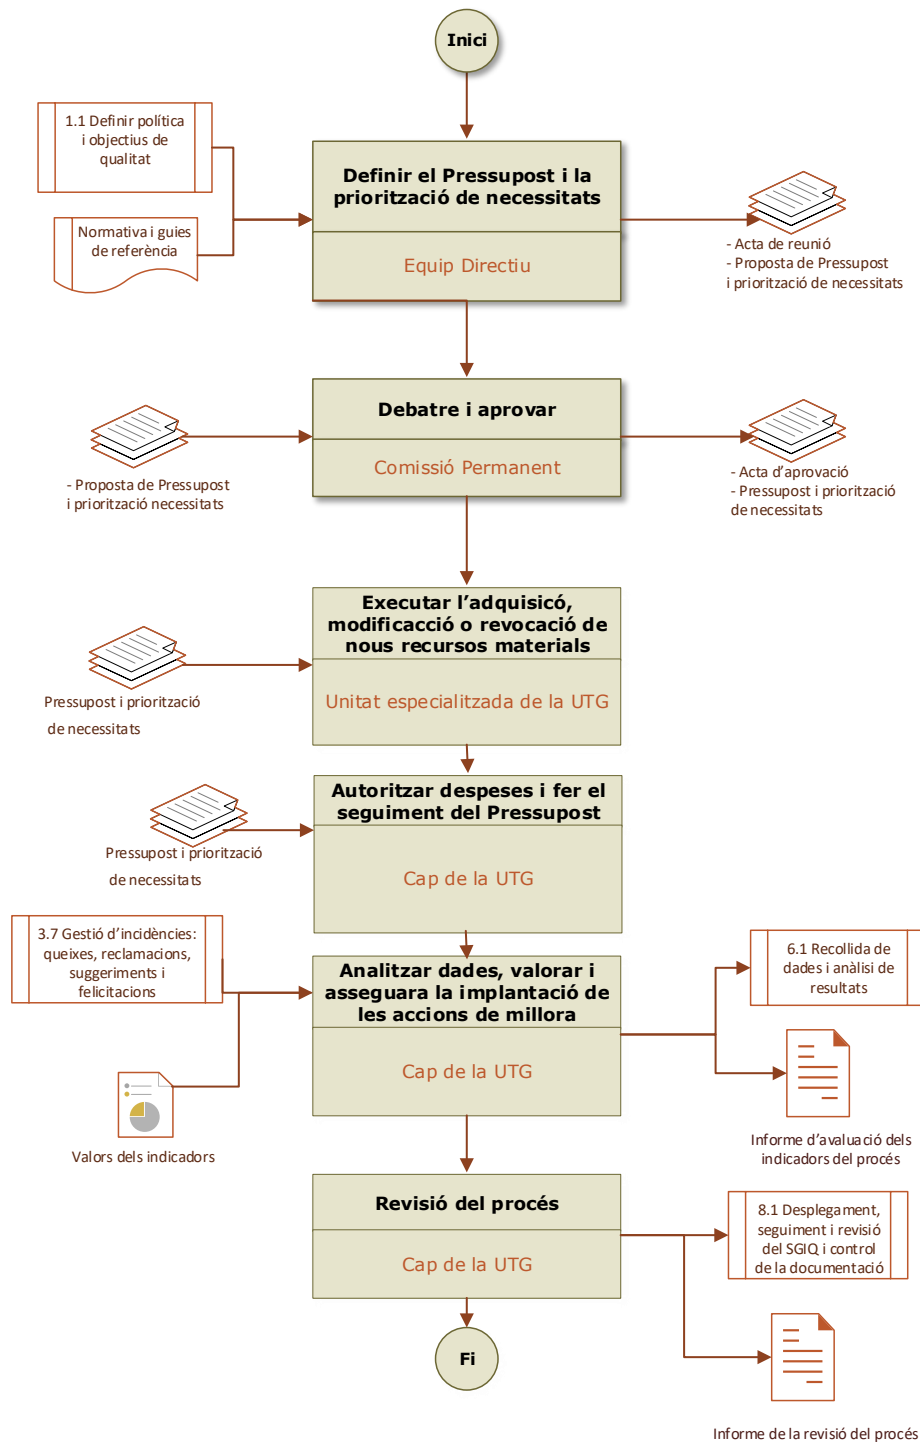 Inici
1.1 Definir política
i objectius de
qualitat
Normativa i guies
de referència
Definir el Pressupost i la
priorització de necessitats
Equip Directiu
- Acta de reunió
- Proposta de Pressupost
i priorització de necessitats
- Proposta de Pressupost
i priorització necessitats
Debatre i aprovar
Comissió Permanent
- Acta d’aprovació
- Pressupost i priorització
de necessitats
Pressupost i priorització
de necessitats
Executar l’adquisicó,
modificacció o revocació de
nous recursos materials
Unitat especialitzada de la UTG
Pressupost i priorització
de necessitats
Autoritzar despeses i fer el
seguiment del Pressupost
Cap de la UTG
3.7 Gestió d’incidències:
queixes, reclamacions,
suggeriments i
felicitacions
Valors dels indicadors
Analitzar dades, valorar i
asseguara la implantació de
les accions de millora
Cap de la UTG
6.1 Recollida de
dades i anàlisi de
resultats
Informe d’avaluació dels
indicadors del procés
Revisió del procés
Cap de la UTG
8.1 Desplegament,
seguiment i revisió
del SGIQ i control
de la documentació
Informe de la revisió del procés
Fi